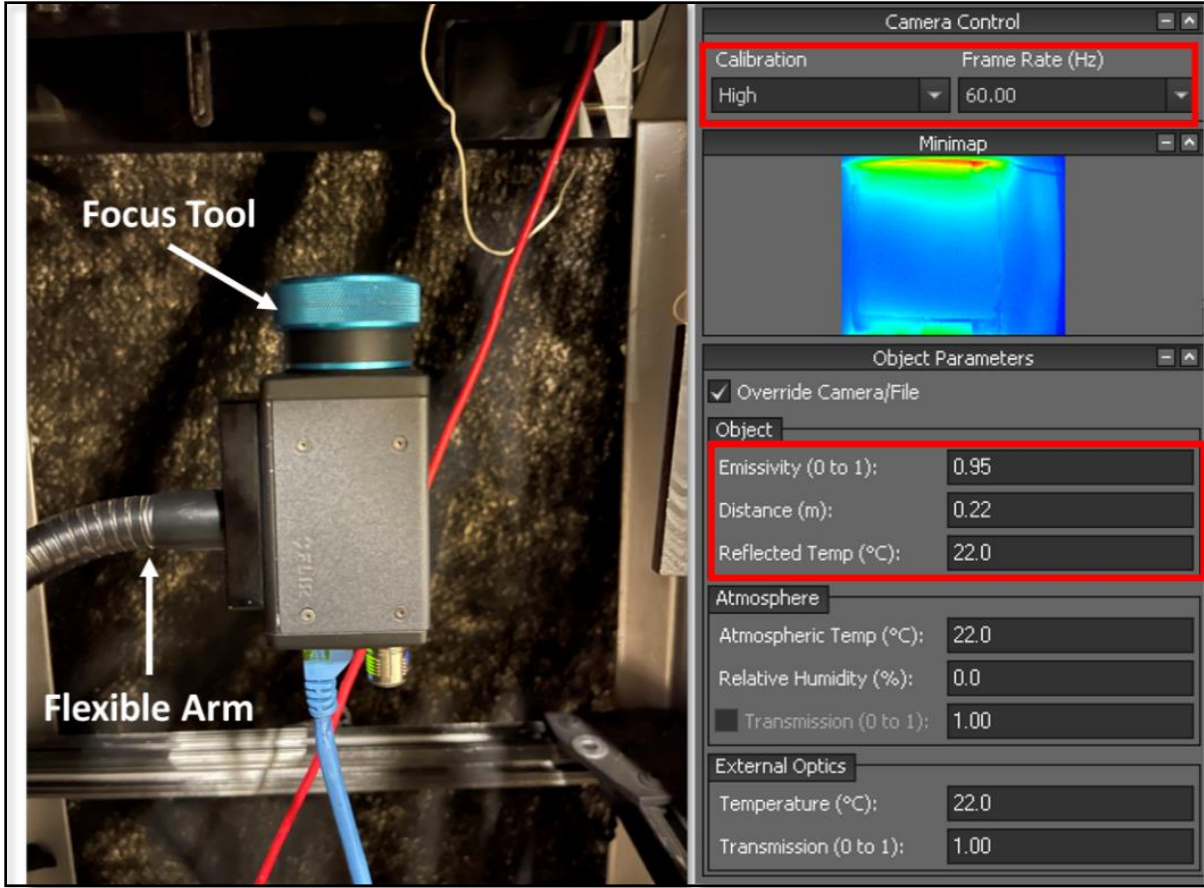 Focus Tool
FLIR
Flexible Arm
Camera Control
Calibration Frame Rate (Hz)
High 60.00
Minimap
Object Parameters
Override Camera/File
Object
Emissivity (0 to 1): 0.95
Distance (m): 0.22
Reflected Temp (°C): 22.0
Atmosphere
Atmospheric Temp (°C): 22.0
Relative Humidity (%): 0.0
Transmission (0 to 1): 1.00
External Optics
Temperature (°C): 22.0
Transmission (0 to 1): 1.00